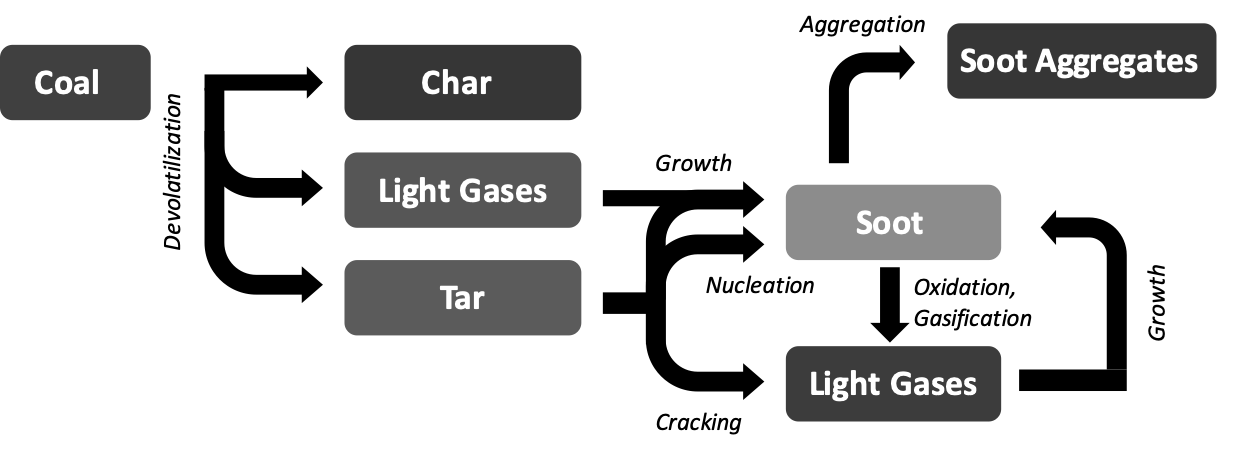 Coal
Devolatilization
Char
Light Gases
Tar
Growth
Nucleation
Cracking
Aggregation
Soot Aggregates
Soot
Oxidation,
Gasification
Light Gases
Growth